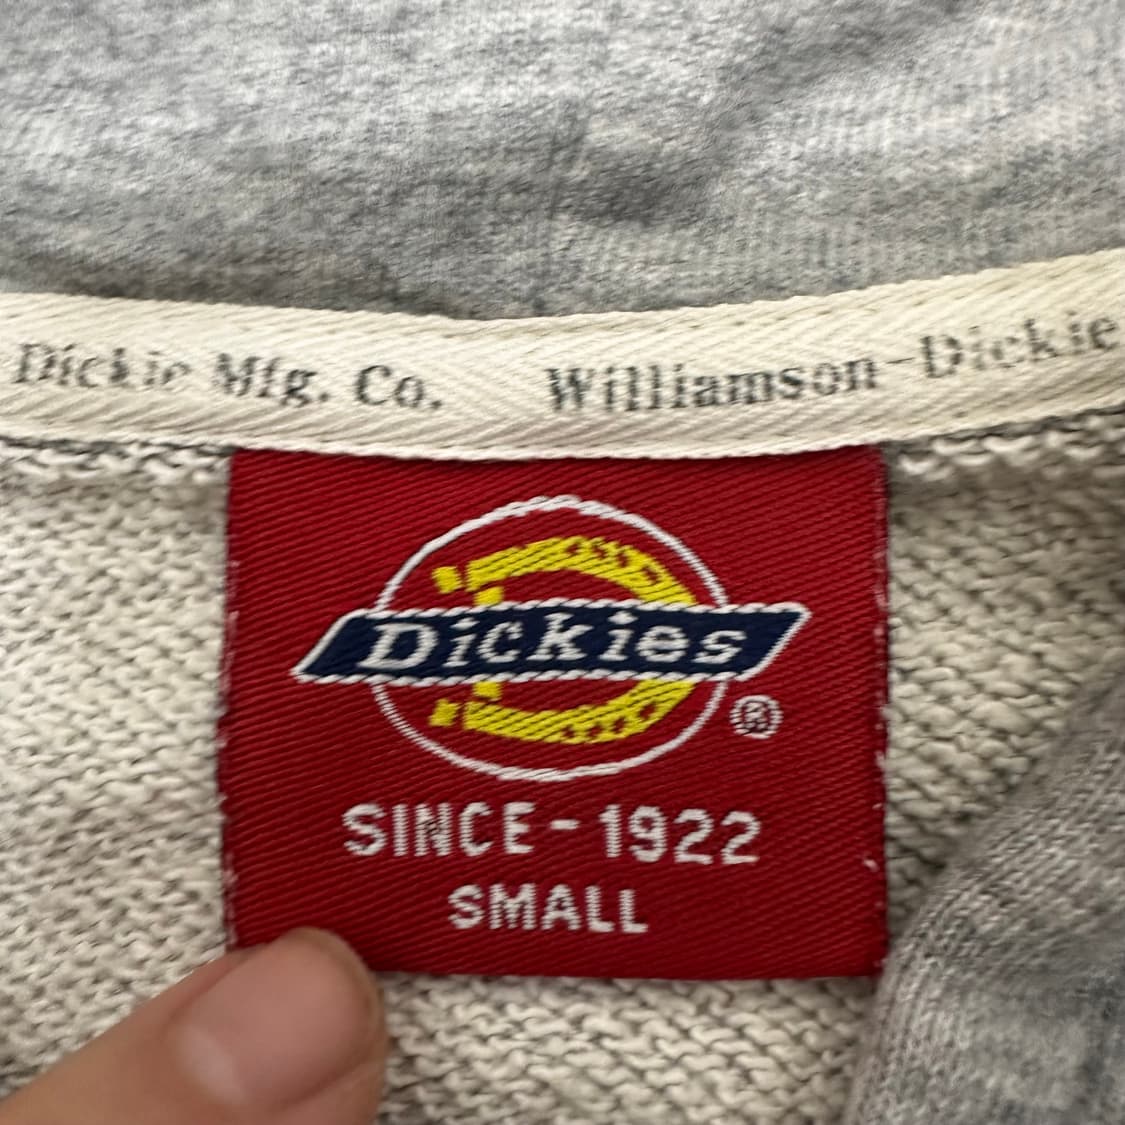 Dickie Mfg. Co. Williamson-Dickie
Dickies
®
SINCE - 1922
SMALL